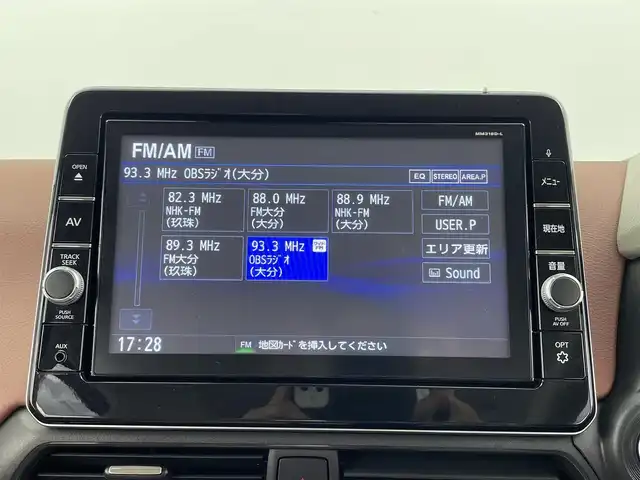 MM319D-L
FM/AM FM
93.3 MHz OBSﾗｼﾞｵ(大分)
EQ STEREO AREA.P
82.3 MHz
NHK-FM
(玖珠)
88.0 MHz
FM大分
(大分)
88.9 MHz
NHK-FM
(大分)
FM/AM
USER.P
89.3 MHz
FM大分
(玖珠)
93.3 MHz ワイドFM
OBSﾗｼﾞｵ
(大分)
エリア更新
Sound
17:28
FM 地図ｶｰﾄﾞを挿入してください
OPEN
AV
TRACK
SEEK
PUSH
SOURCE
AUX
メニュー
現在地
音量
PUSH
AV OFF
OPT